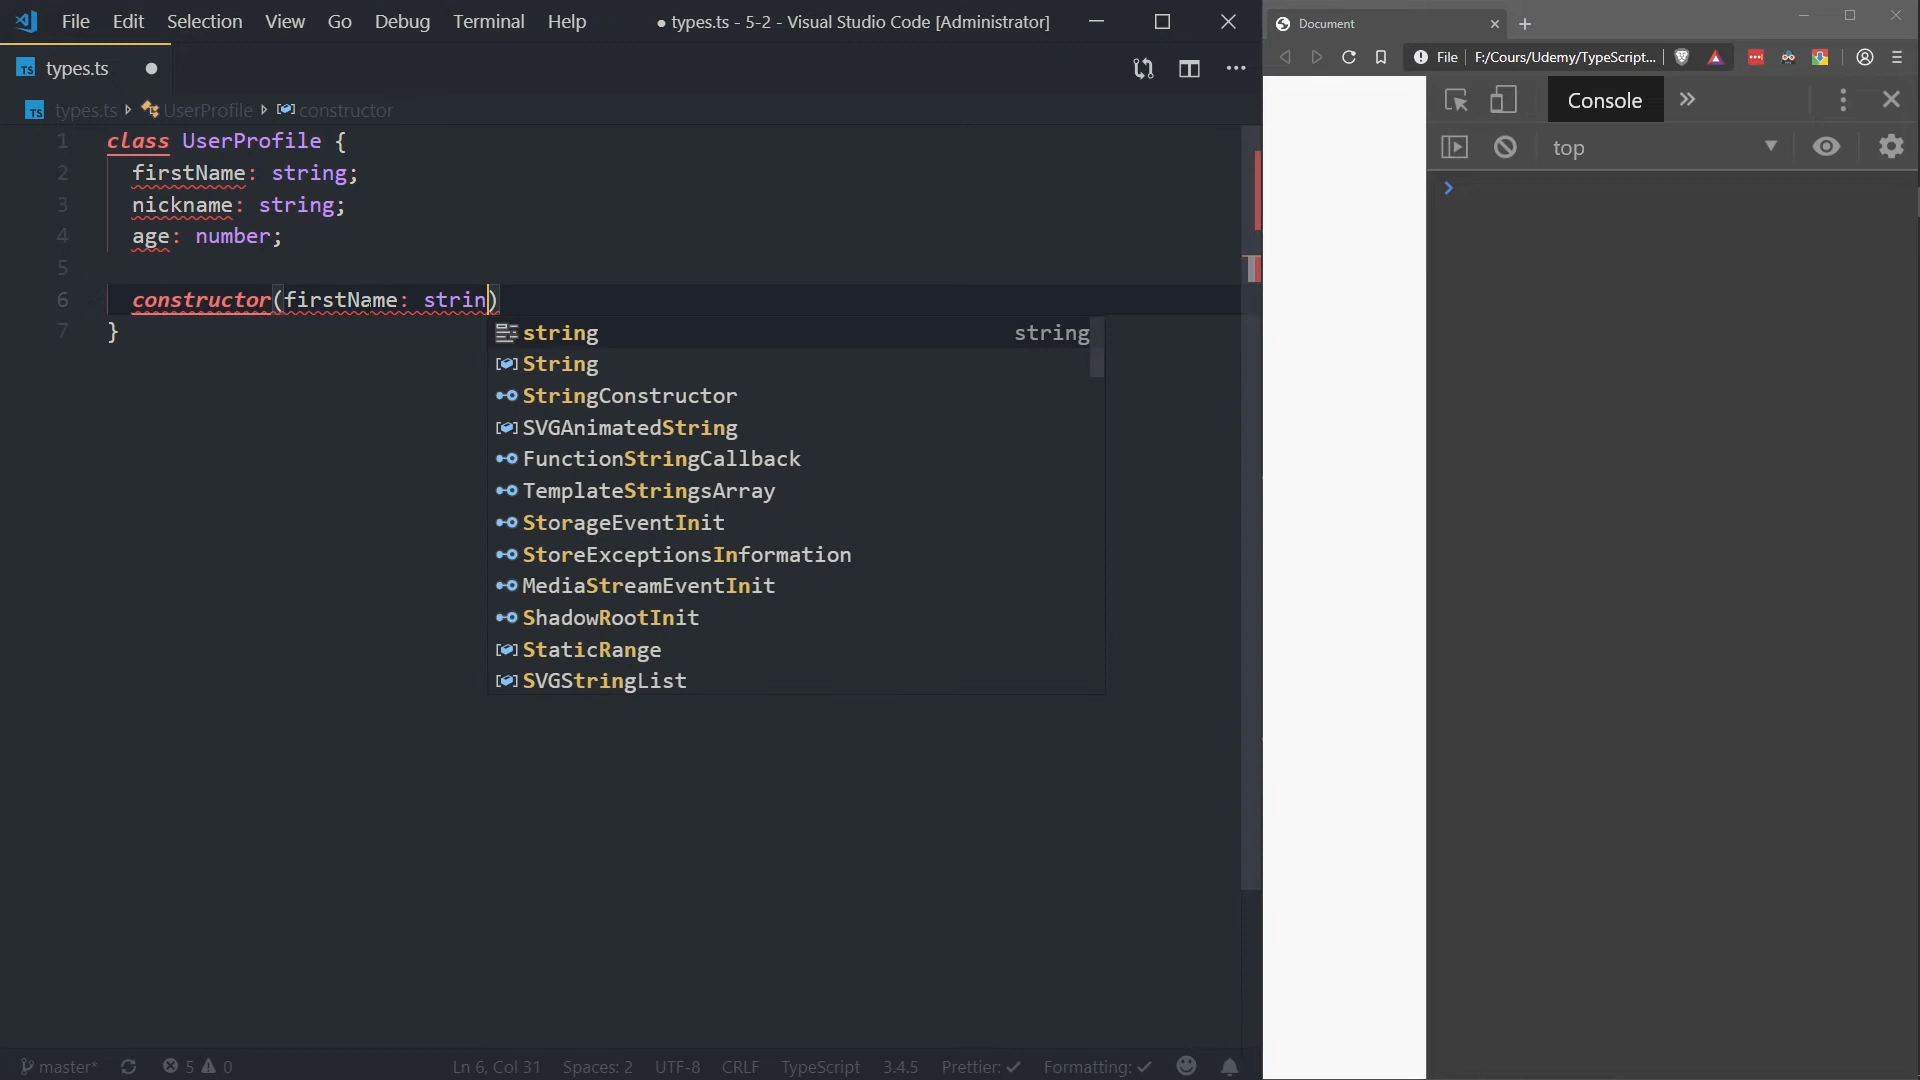 File Edit Selection View Go Debug Terminal Help ● types.ts - 5-2 - Visual Studio Code [Administrator]
TS types.ts
TS types.ts UserProfile constructor
1 class UserProfile {
2 firstName: string;
3 nickname: string;
4 age: number;
5
6 constructor(firstName: strin)
7 }
string string
String
StringConstructor
SVGAnimatedString
FunctionStringCallback
TemplateStringsArray
StorageEventInit
StoreExceptionsInformation
MediaStreamEventInit
ShadowRootInit
StaticRange
SVGStringList
master* 5 0 Ln 6, Col 31 Spaces: 2 UTF-8 CRLF TypeScript 3.4.5 Prettier: Formatting:
Document
File F:/Cours/Udemy/TypeScript...
Console
top